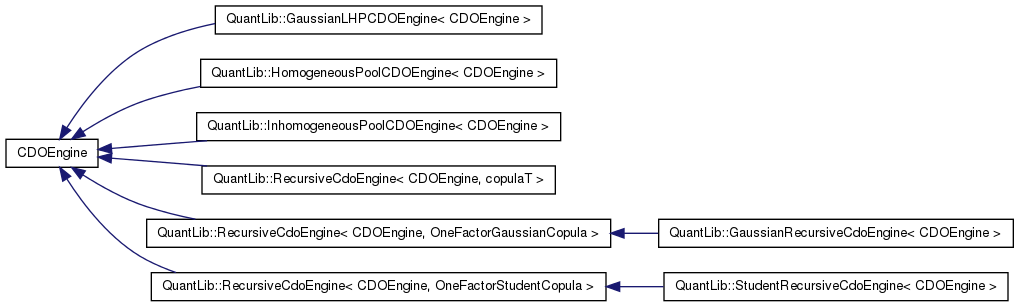 QuantLib::GaussianLHPCDOEngine< CDOEngine >
QuantLib::HomogeneousPoolCDOEngine< CDOEngine >
QuantLib::InhomogeneousPoolCDOEngine< CDOEngine >
CDOEngine
QuantLib::RecursiveCdoEngine< CDOEngine, copulaT >
QuantLib::RecursiveCdoEngine< CDOEngine, OneFactorGaussianCopula >
QuantLib::GaussianRecursiveCdoEngine< CDOEngine >
QuantLib::RecursiveCdoEngine< CDOEngine, OneFactorStudentCopula >
QuantLib::StudentRecursiveCdoEngine< CDOEngine >